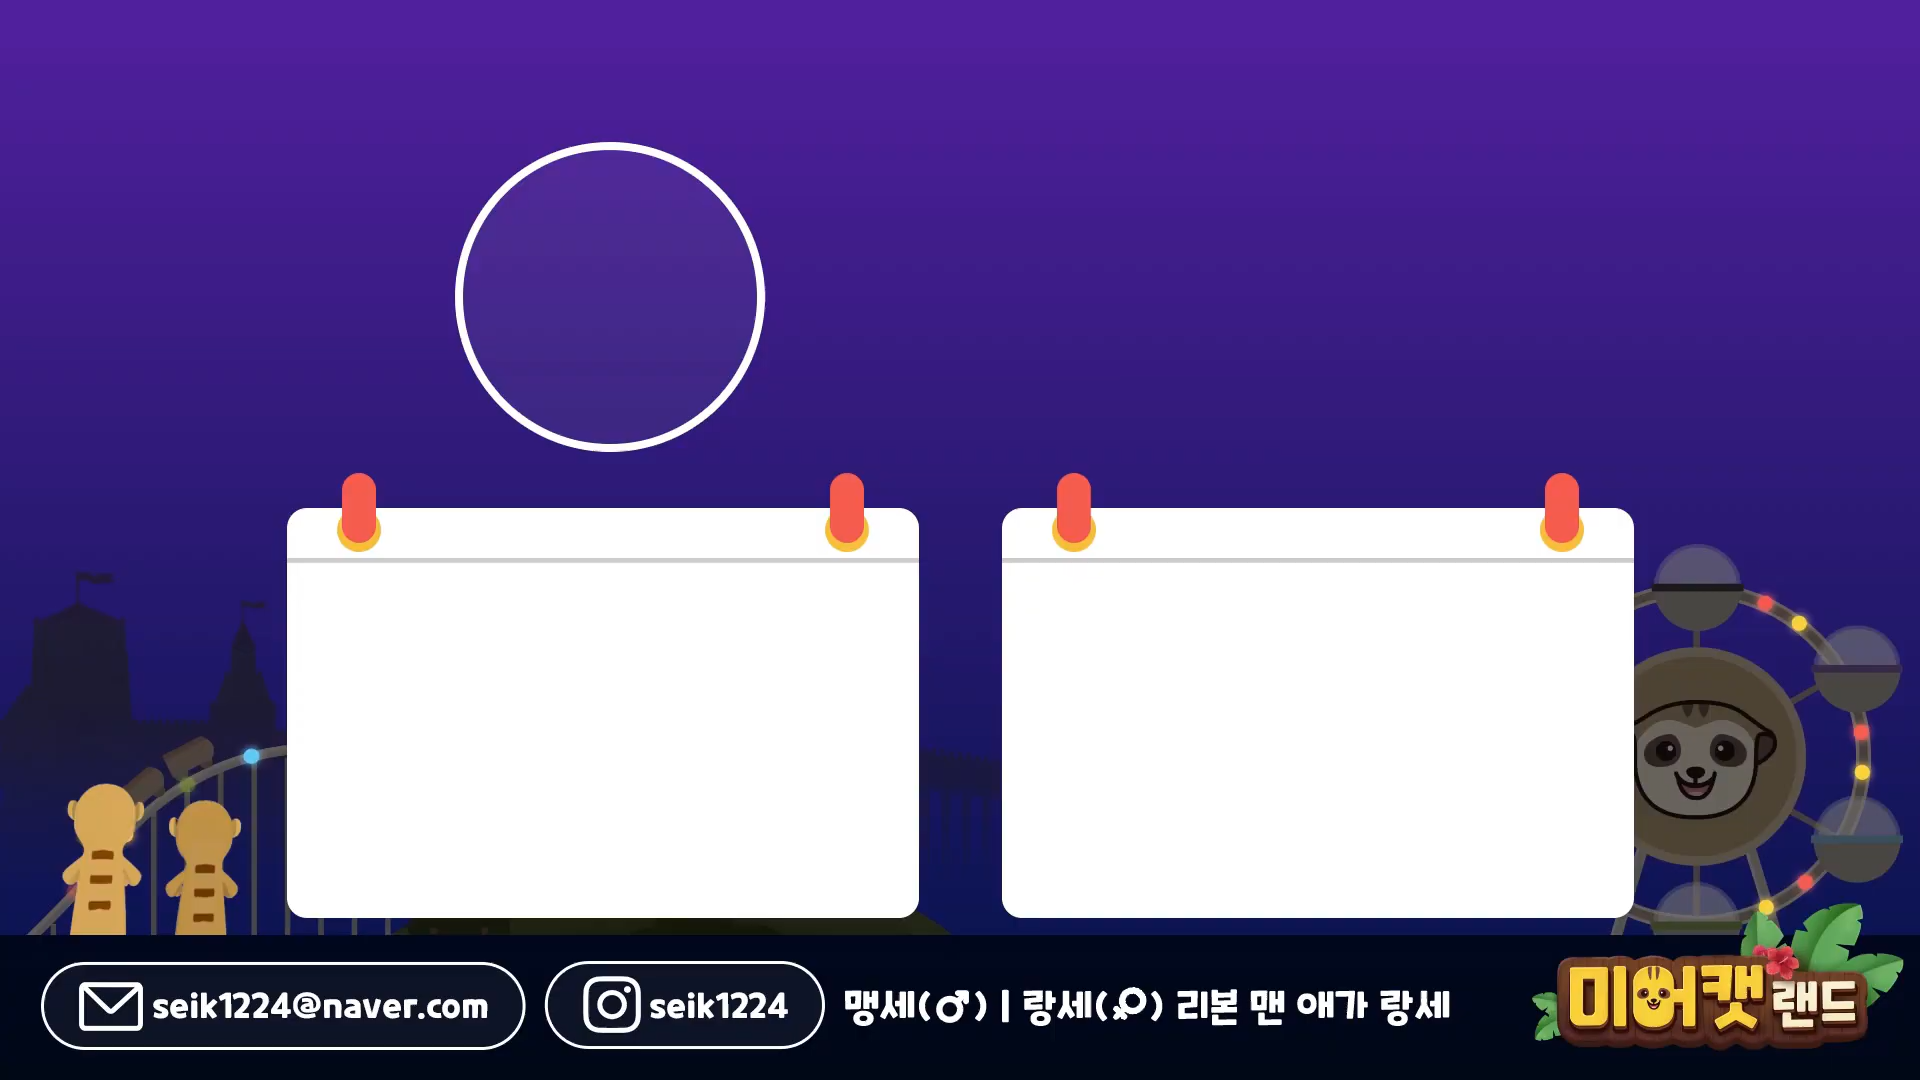 seik1224@naver.com
seik1224
맹세(♂) | 랑세(♀) 리본 맨 애가 랑세
미어캣 랜드